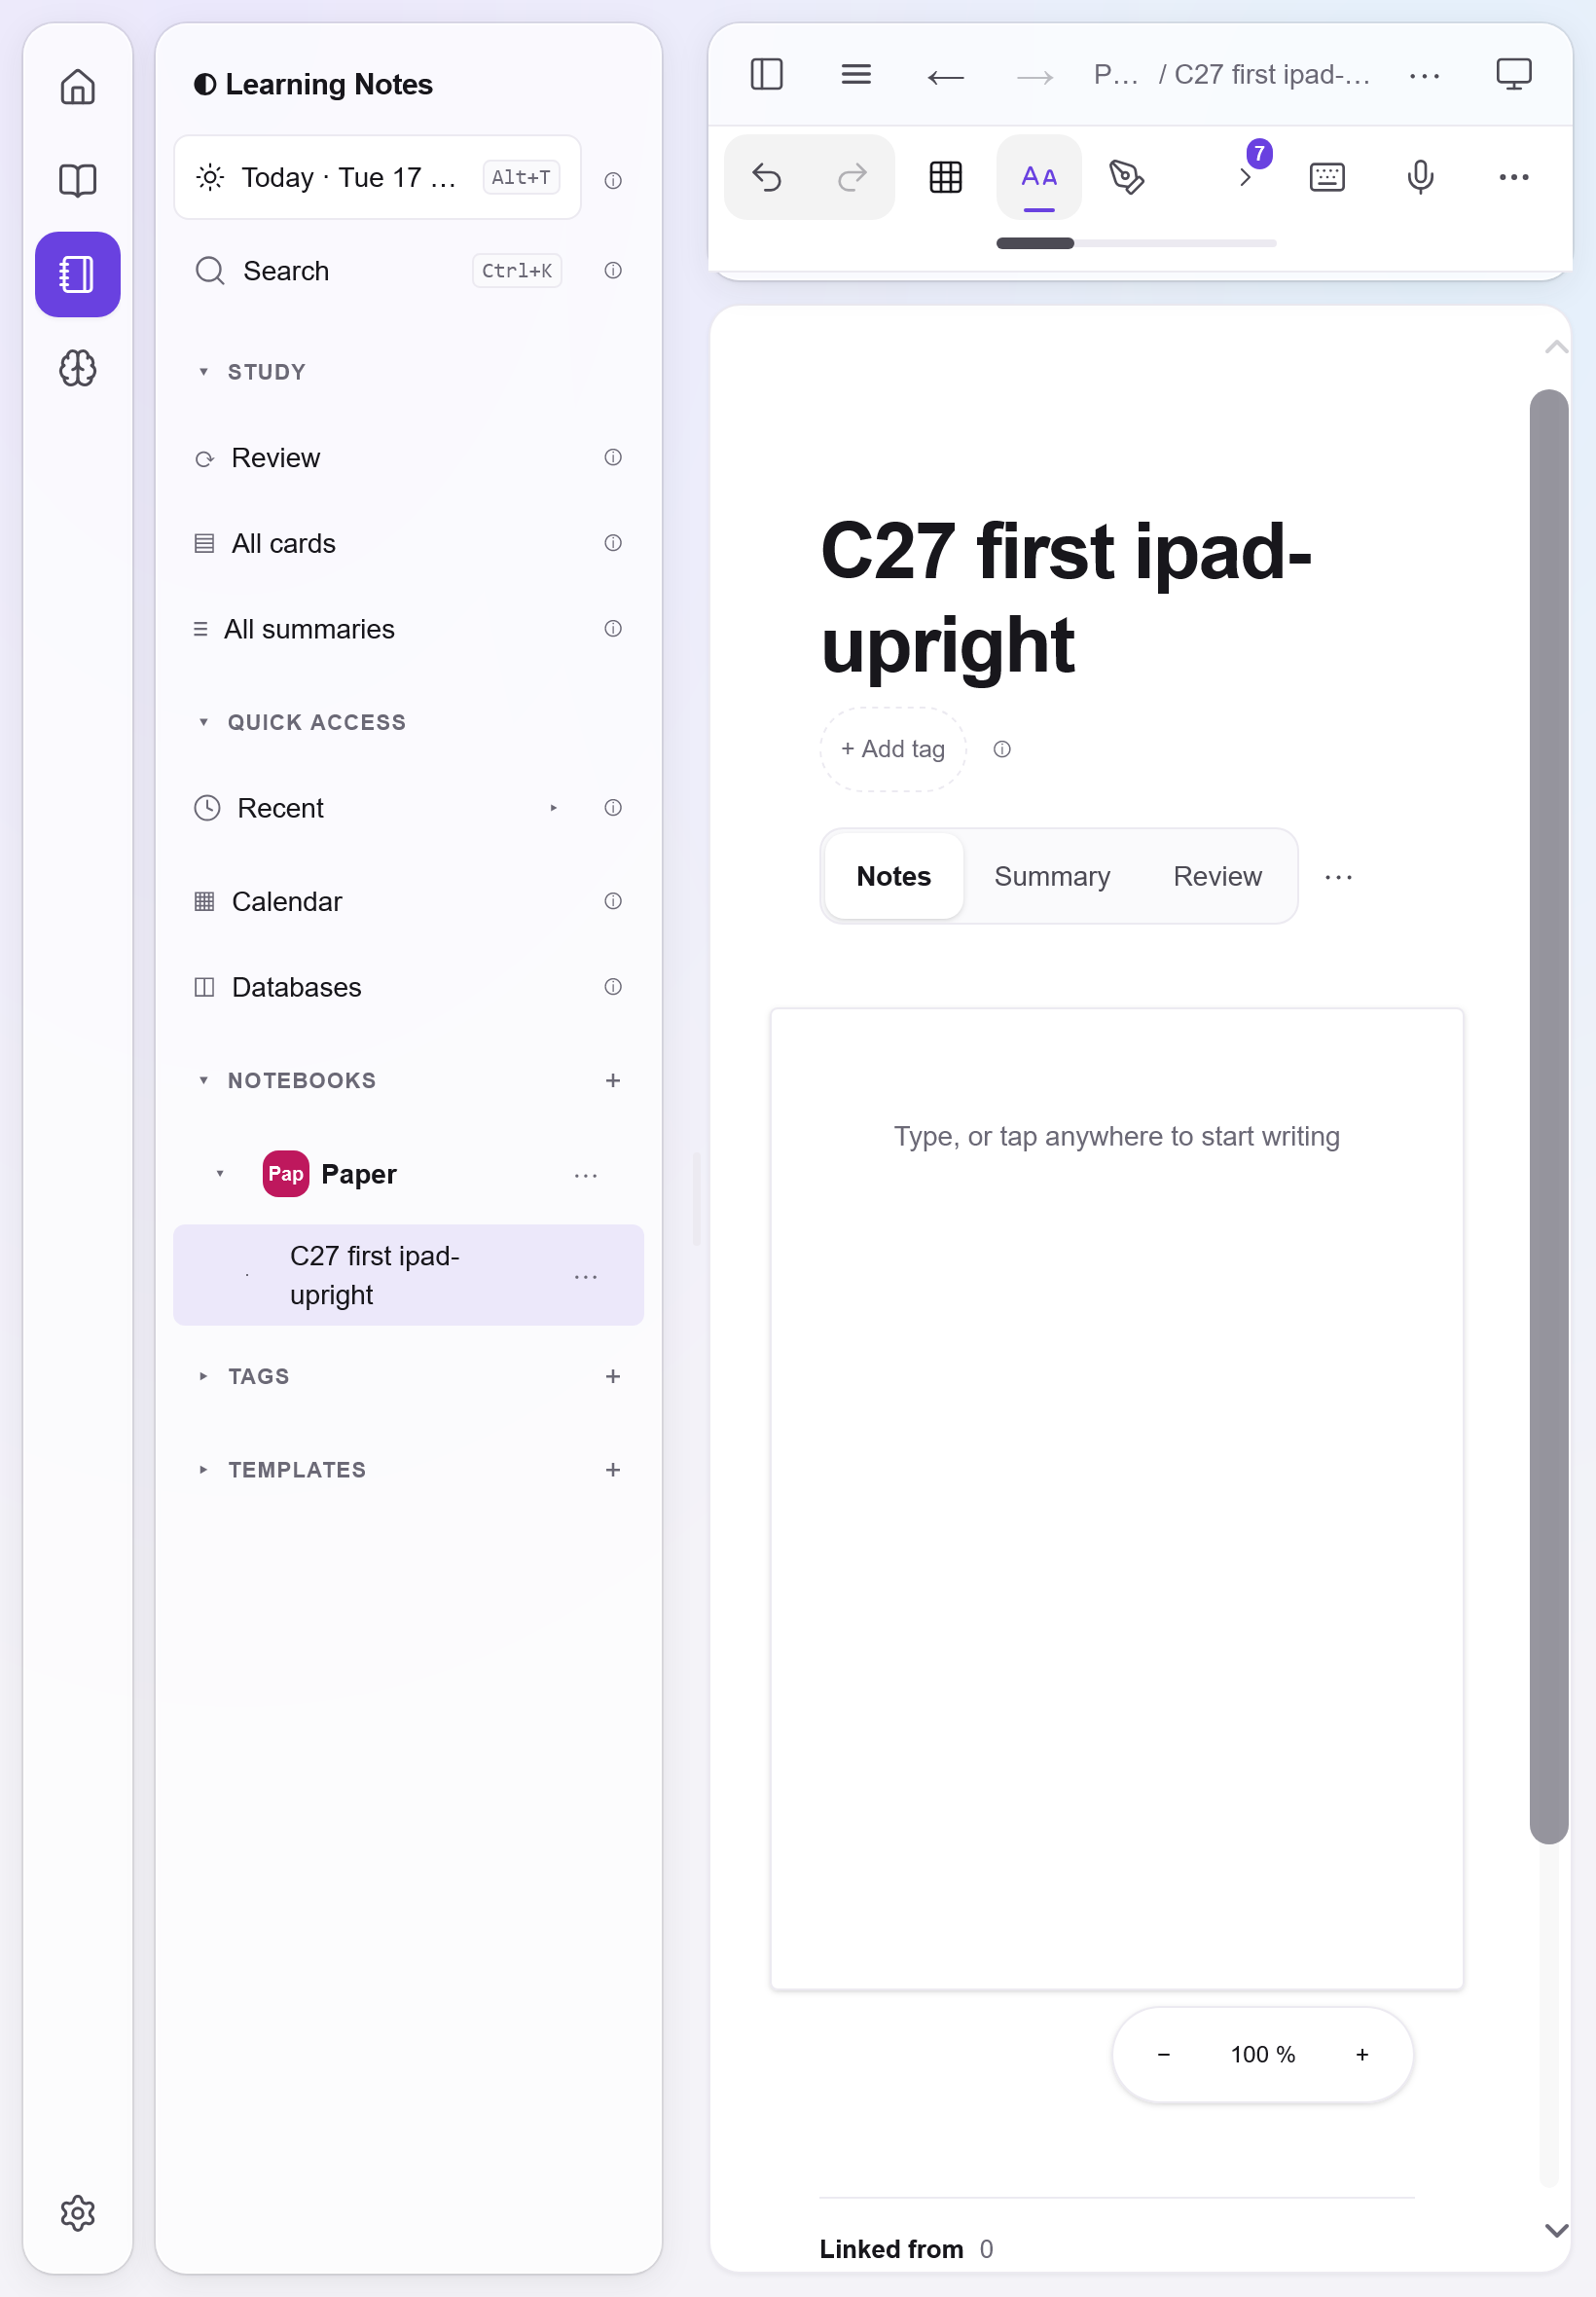 Learning Notes
Today · Tue 17 … Alt+T
Search Ctrl+K
STUDY
Review
All cards
All summaries
QUICK ACCESS
Recent
Calendar
Databases
NOTEBOOKS +
Pap Paper ...
C27 first ipad-
upright ...
TAGS +
TEMPLATES +
P… / C27 first ipad-… ...
Aᴀ 7
C27 first ipad-
upright
+ Add tag
Notes Summary Review ...
Type, or tap anywhere to start writing
− 100 % +
Linked from 0